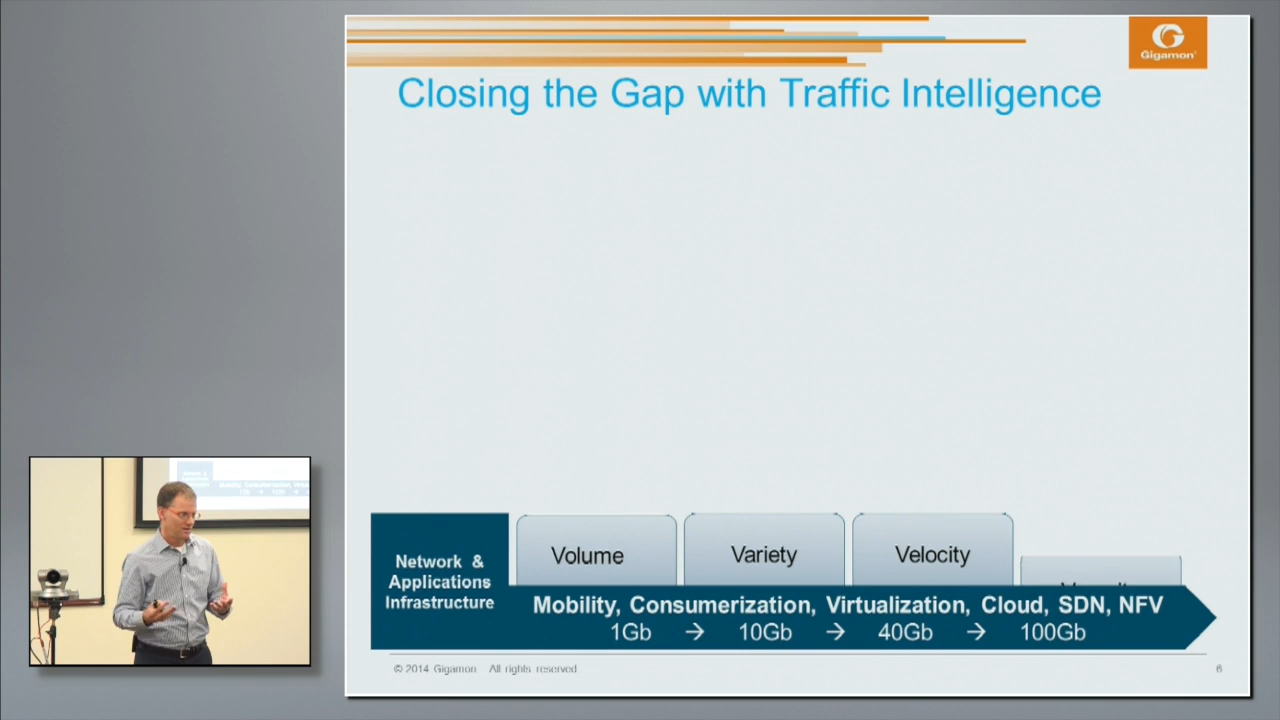 Gigamon
Closing the Gap with Traffic Intelligence
Network &
Applications
Infrastructure
Volume
Variety
Velocity
Mobility, Consumerization, Virtualization, Cloud, SDN, NFV
1Gb → 10Gb → 40Gb → 100Gb
© 2014 Gigamon All rights reserved
6